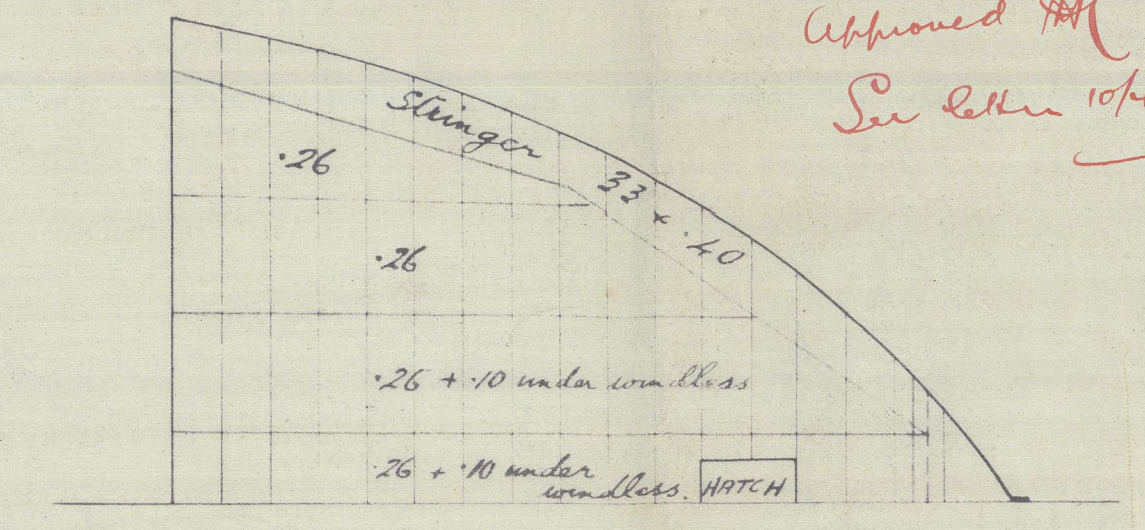 Approved
See letter 10/
Stringer 33 × .40
.26
.26
.26 + .10 under windlass
.26 + .10 under
windlass.
HATCH